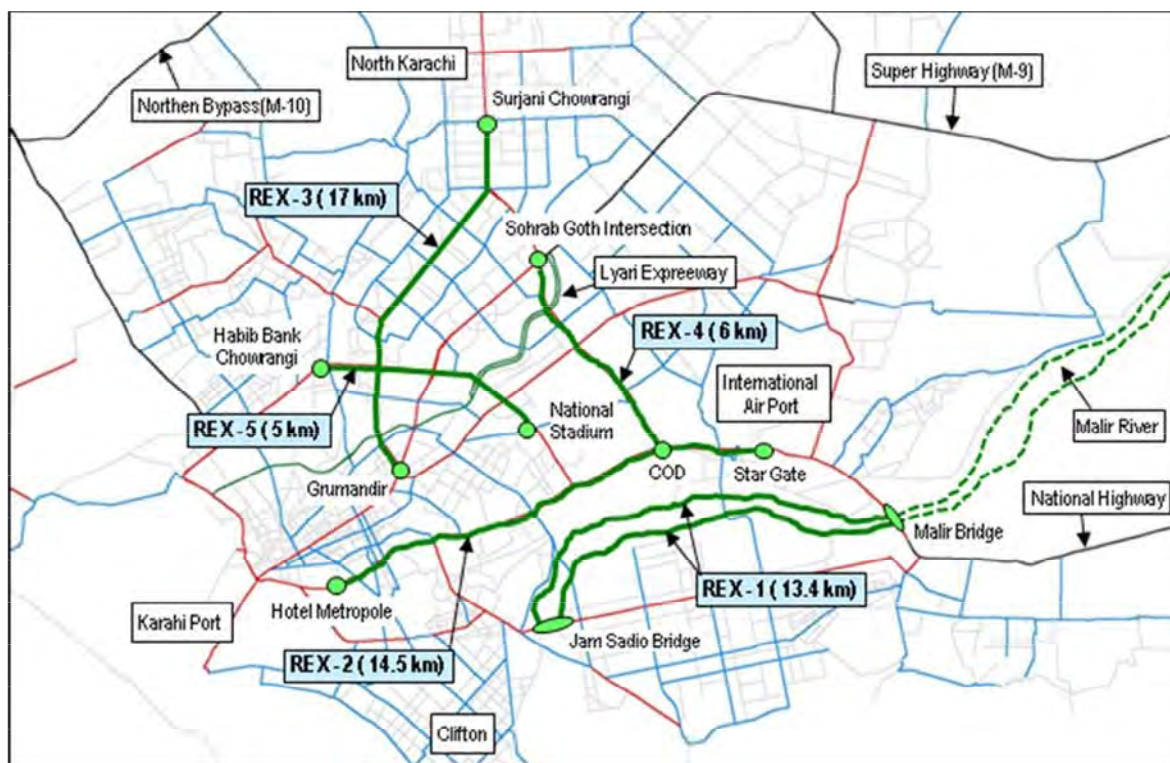 North Karachi
Super Highway (M-9)
Northen Bypass(M-10)
Surjani Chowrangi
REX - 3 ( 17 km)
Sohrab Goth Intersection
Lyari Expreeway
REX - 4 ( 6 km)
Habib Bank
Chowrangi
International
Air Port
National
Stadium
Malir River
REX - 5 ( 5 km)
COD
Star Gate
Grumandir
National Highway
Malir Bridge
REX - 1 ( 13.4 km)
Hotel Metropole
Karahi Port
Jam Sadio Bridge
REX - 2 ( 14.5 km)
Clifton